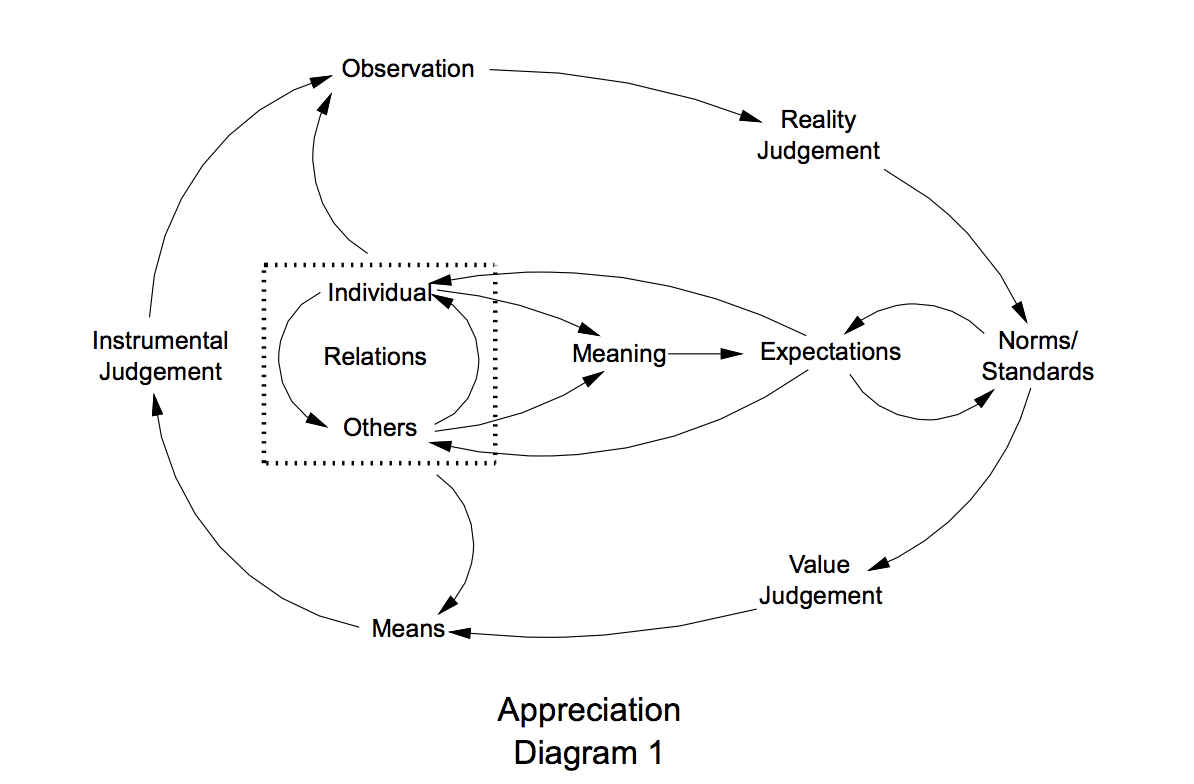 Observation
Reality
Judgement
Individual
Instrumental
Judgement
Relations
Meaning
Expectations
Norms/
Standards
Others
Value
Judgement
Means
Appreciation
Diagram 1